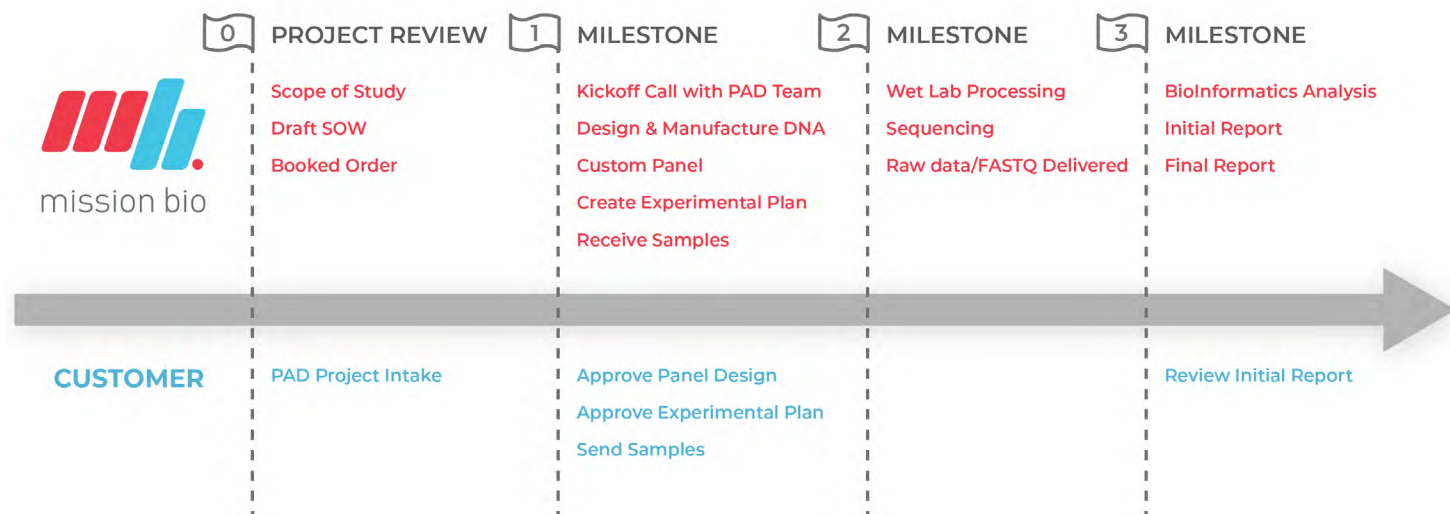 0 PROJECT REVIEW
Scope of Study
Draft SOW
Booked Order
1 MILESTONE
Kickoff Call with PAD Team
Design & Manufacture DNA
Custom Panel
Create Experimental Plan
Receive Samples
2 MILESTONE
Wet Lab Processing
Sequencing
Raw data/FASTQ Delivered
3 MILESTONE
BioInformatics Analysis
Initial Report
Final Report
mission bio
CUSTOMER
PAD Project Intake
Approve Panel Design
Approve Experimental Plan
Send Samples
Review Initial Report